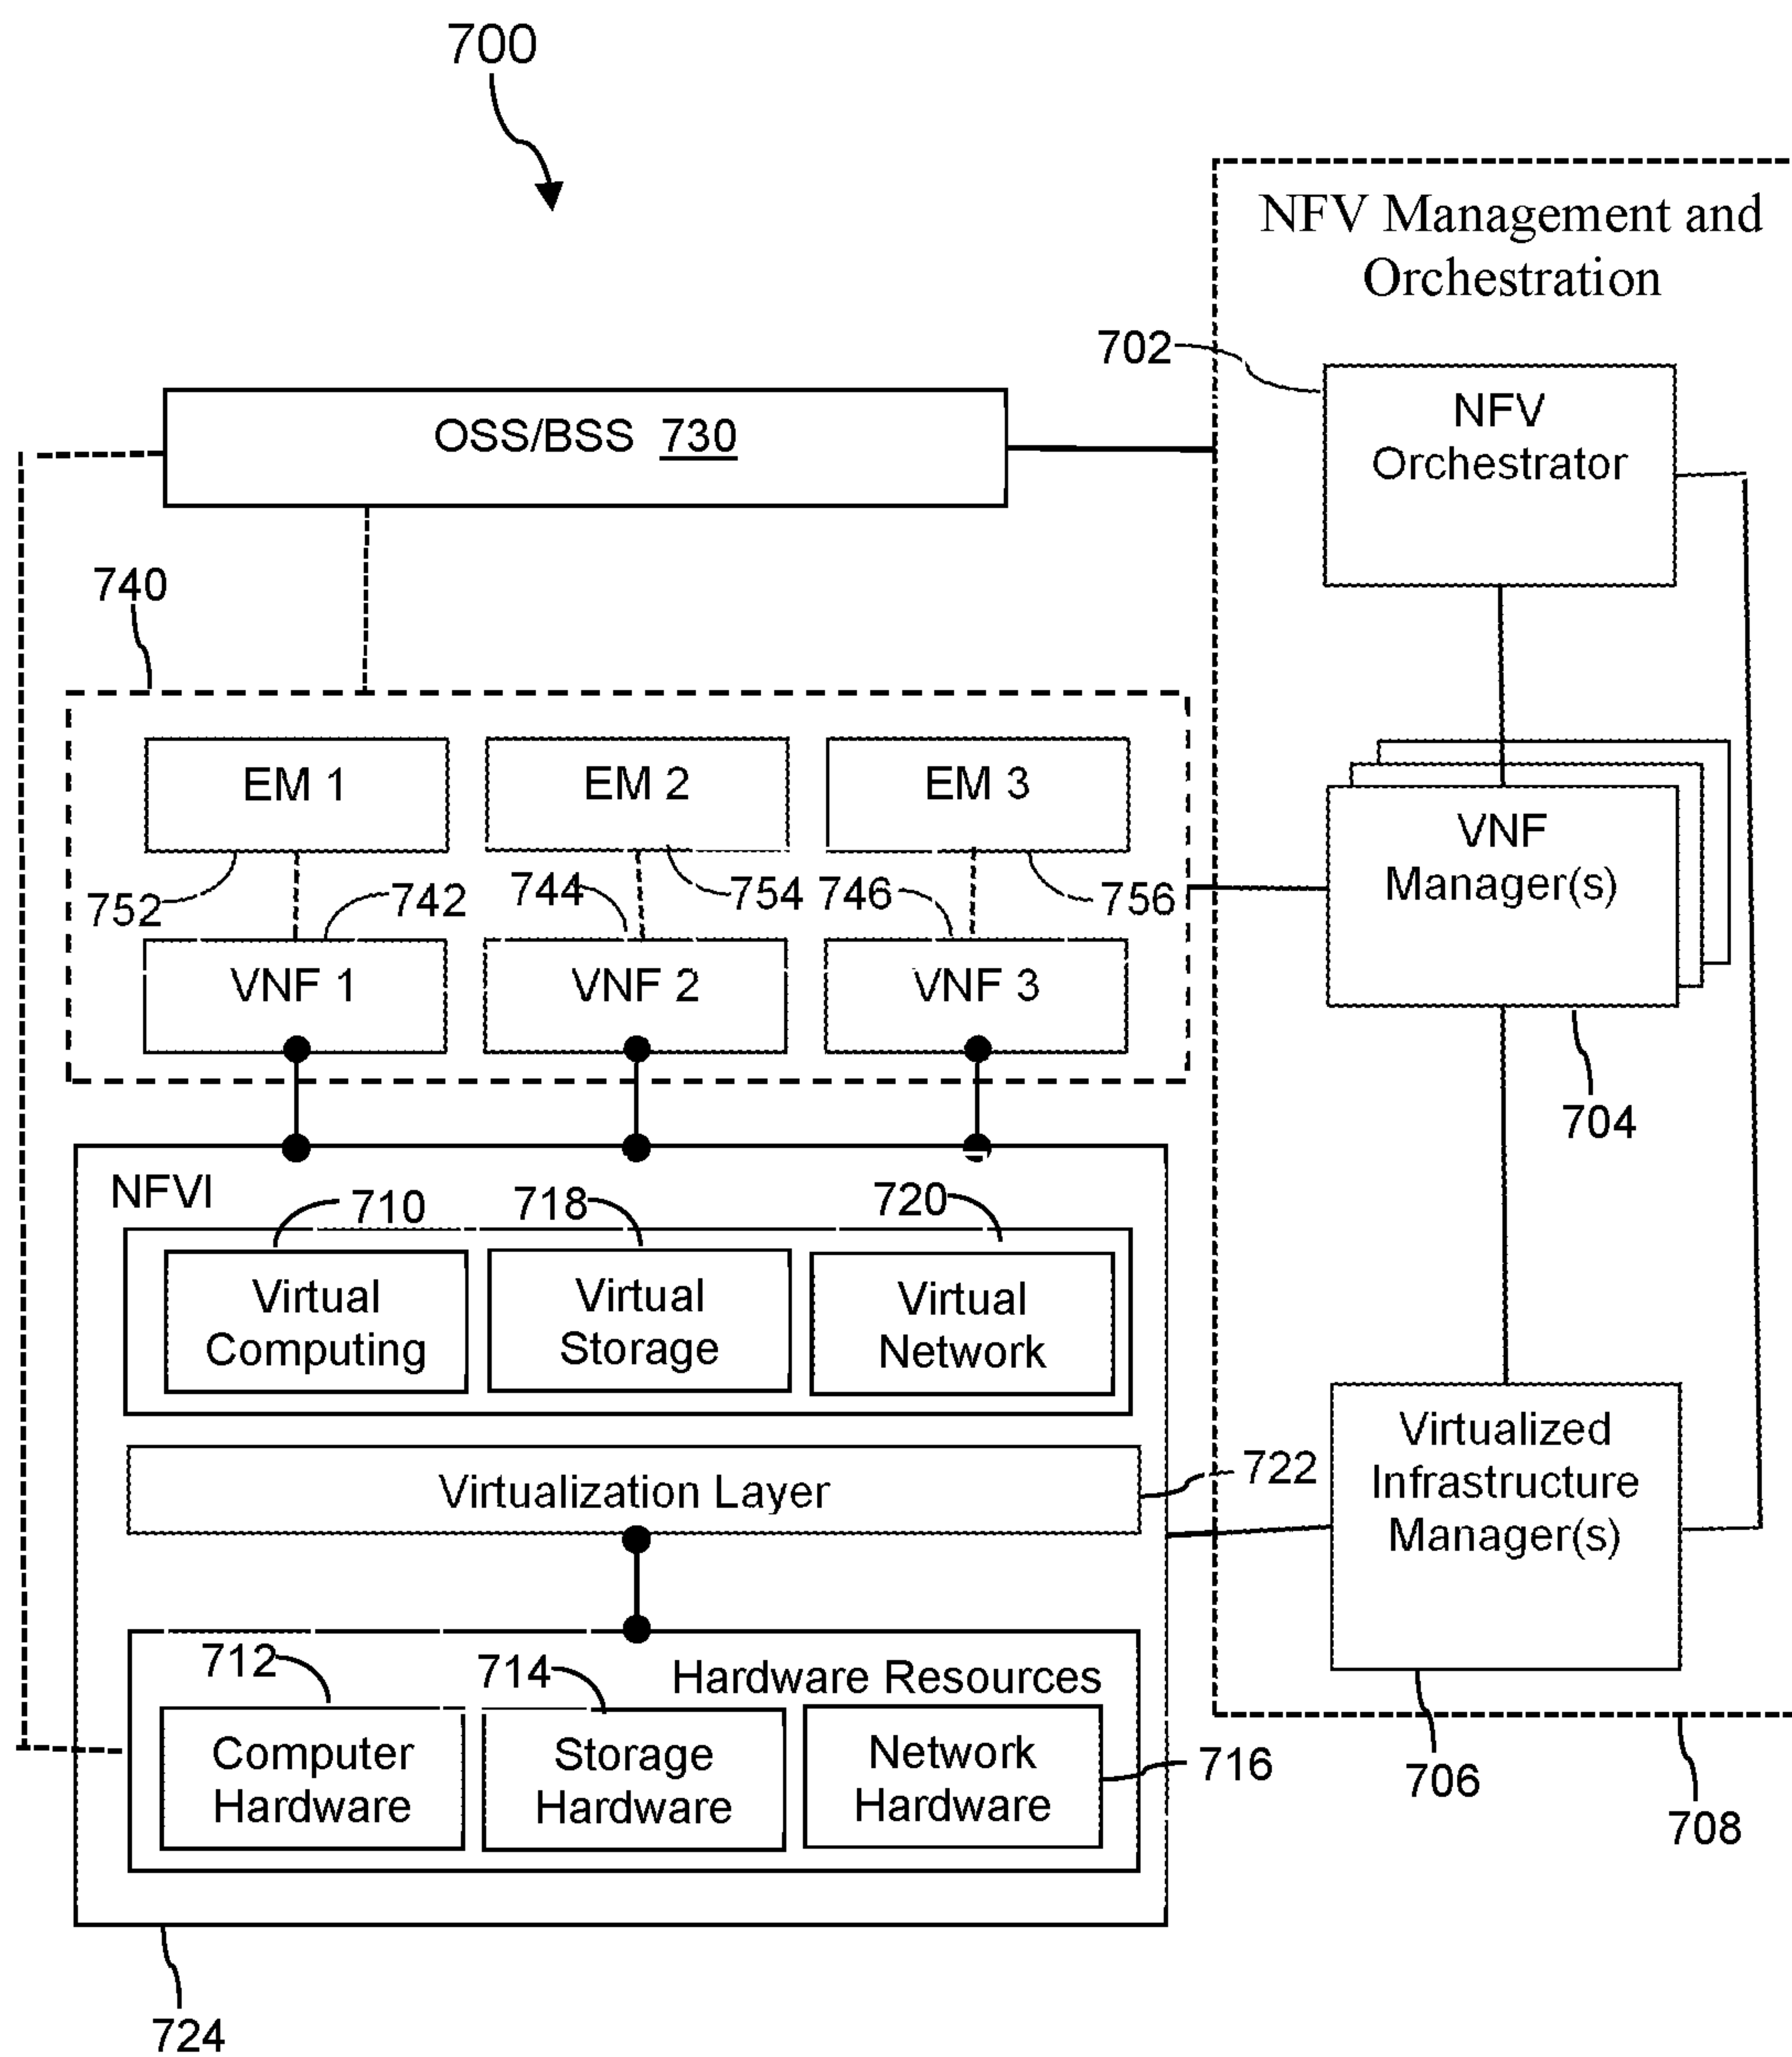 700
NFV Management and
Orchestration
702
NFV
Orchestrator
OSS/BSS 730
740
EM 1
EM 2
EM 3
VNF
Manager(s)
752
742
744
754
746
756
VNF 1
VNF 2
VNF 3
704
NFVI
710
718
720
Virtual
Computing
Virtual
Storage
Virtual
Network
Virtualized
Infrastructure
Manager(s)
Virtualization Layer
722
712
714
Hardware Resources
Computer
Hardware
Storage
Hardware
Network
Hardware
716
706
708
724